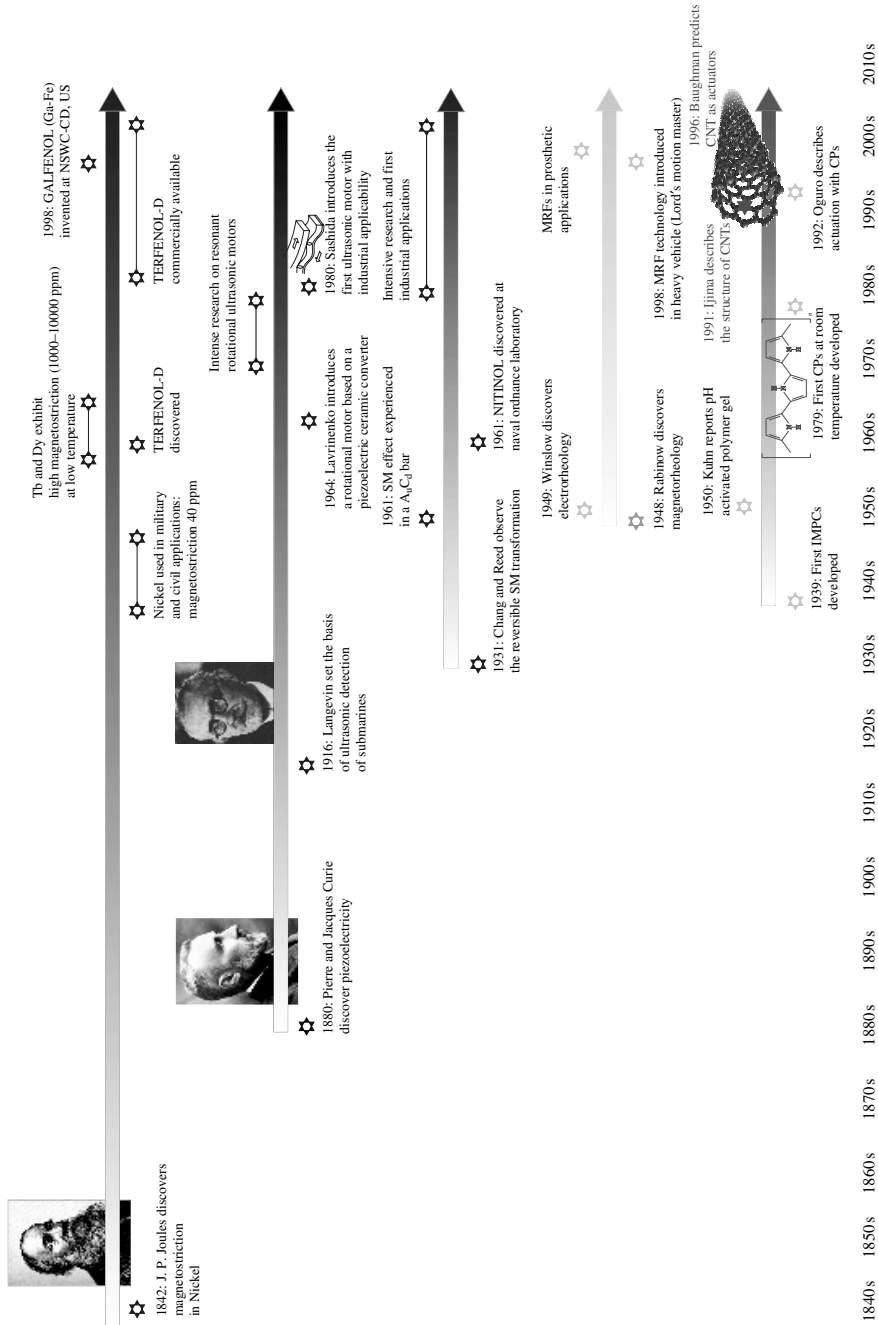 1998: GALFENOL (Ga-Fe)
invented at NSWC-CD, US
Tb and Dy exhibit
high magnetostriction (1000–10000 ppm)
at low temperature
TERFENOL-D
commercially available
TERFENOL-D
discovered
Nickel used in military
and civil applications:
magnetostriction 40 ppm
1842: J. P. Joules discovers
magnetostriction
in Nickel
Intense research on resonant
rotational ultrasonic motors
1980: Sashida introduces the
first ultrasonic motor with
industrial applicability
1964: Lavrinenko introduces
a rotational motor based on a
piezoelectric ceramic converter
1916: Langevin set the basis
of ultrasonic detection
of submarines
1880: Pierre and Jacques Curie
discover piezoelectricity
Intensive research and first
industrial applications
1961: SM effect experienced
in a AuCd bar
1961: NITINOL discovered at
naval ordnance laboratory
1931: Chang and Reed observe
the reversible SM transformation
MRFs in prosthetic
applications
1949: Winslow discovers
electrorheology
1998: MRF technology introduced
in heavy vehicle (Lord's motion master)
1948: Rabinow discovers
magnetorheology
1996: Baughman predicts
CNT as actuators
1991: Ijima describes
the structure of CNTs
1950: Kuhn reports pH
activated polymer gel
N
H
H
N
N
H
n
1992: Oguro describes
actuation with CPs
1979: First CPs at room
temperature developed
1939: First IMPCs
developed
1840s 1850s 1860s 1870s 1880s 1890s 1900s 1910s 1920s 1930s 1940s 1950s 1960s 1970s 1980s 1990s 2000s 2010s